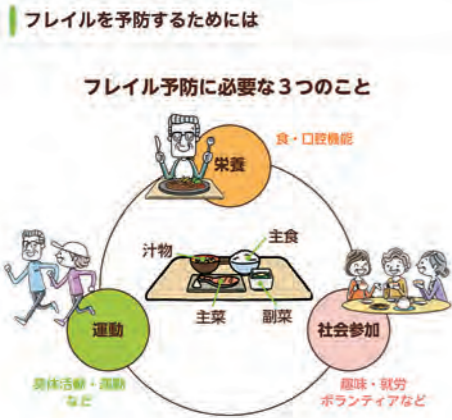 フレイルを予防するためには
フレイル予防に必要な3つのこと
食・口腔機能
栄養
汁物
主食
主菜
副菜
運動
社会参加
身体活動・運動
など
趣味・就労
ボランティアなど